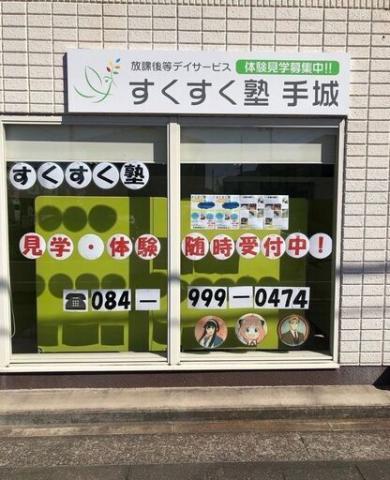 放課後等デイサービス 体験見学募集中!!
すくすく塾 手城
すくすく塾
見学・体験 随時受付中!
☎084-999-0474